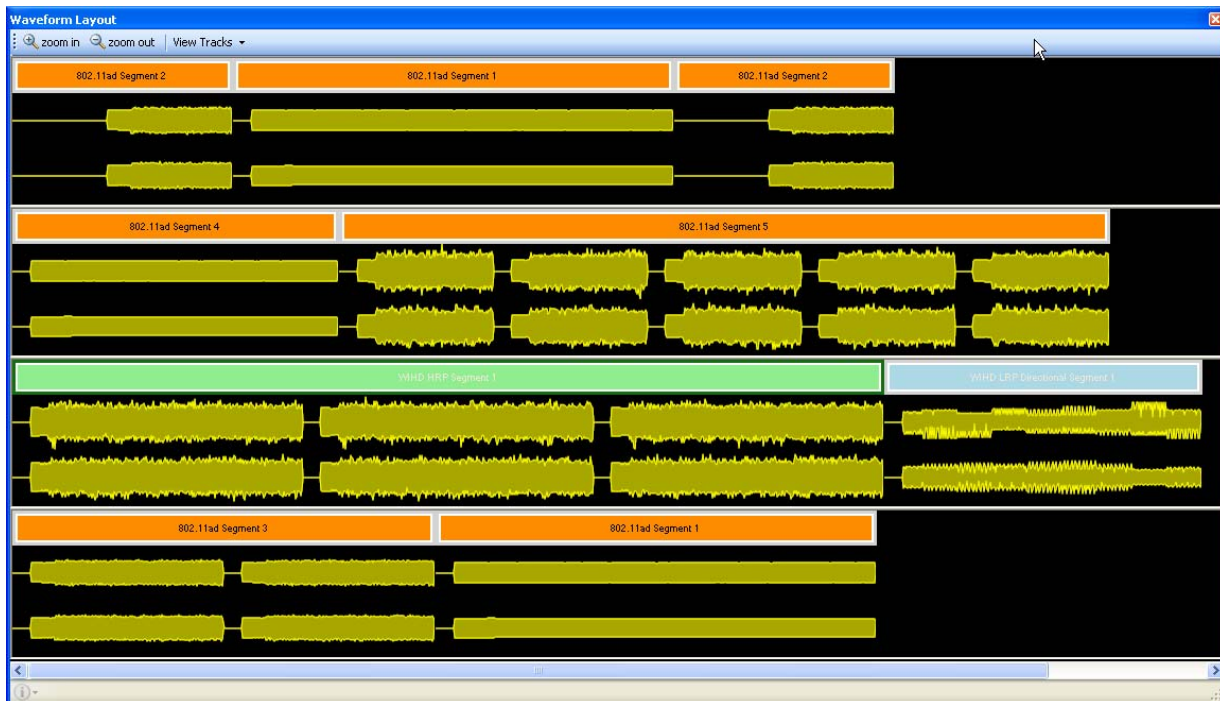 Waveform Layout
zoom in zoom out View Tracks
802.11ad Segment 2 802.11ad Segment 1 802.11ad Segment 2
802.11ad Segment 4 802.11ad Segment 5
WIHD HRP Segment 1 WIHD LRP Directional Segment 1
802.11ad Segment 3 802.11ad Segment 1